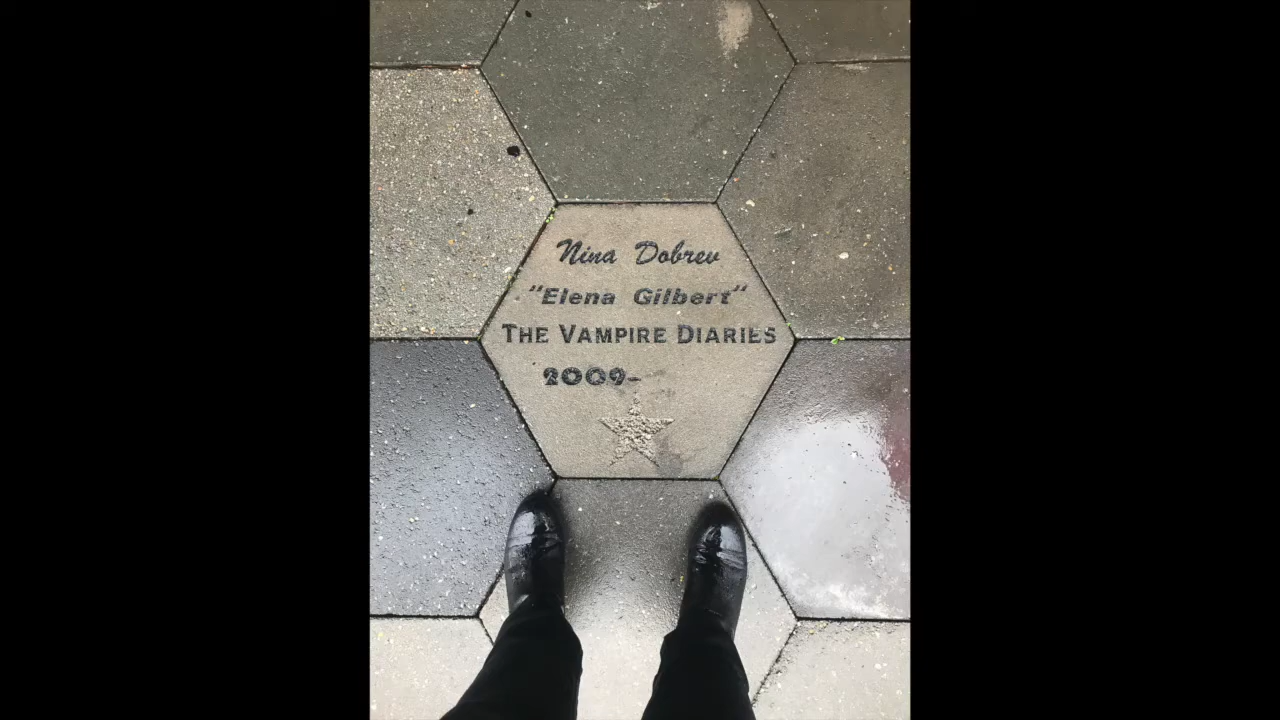 Nina Dobrev
"Elena Gilbert"
THE VAMPIRE DIARIES
2009-